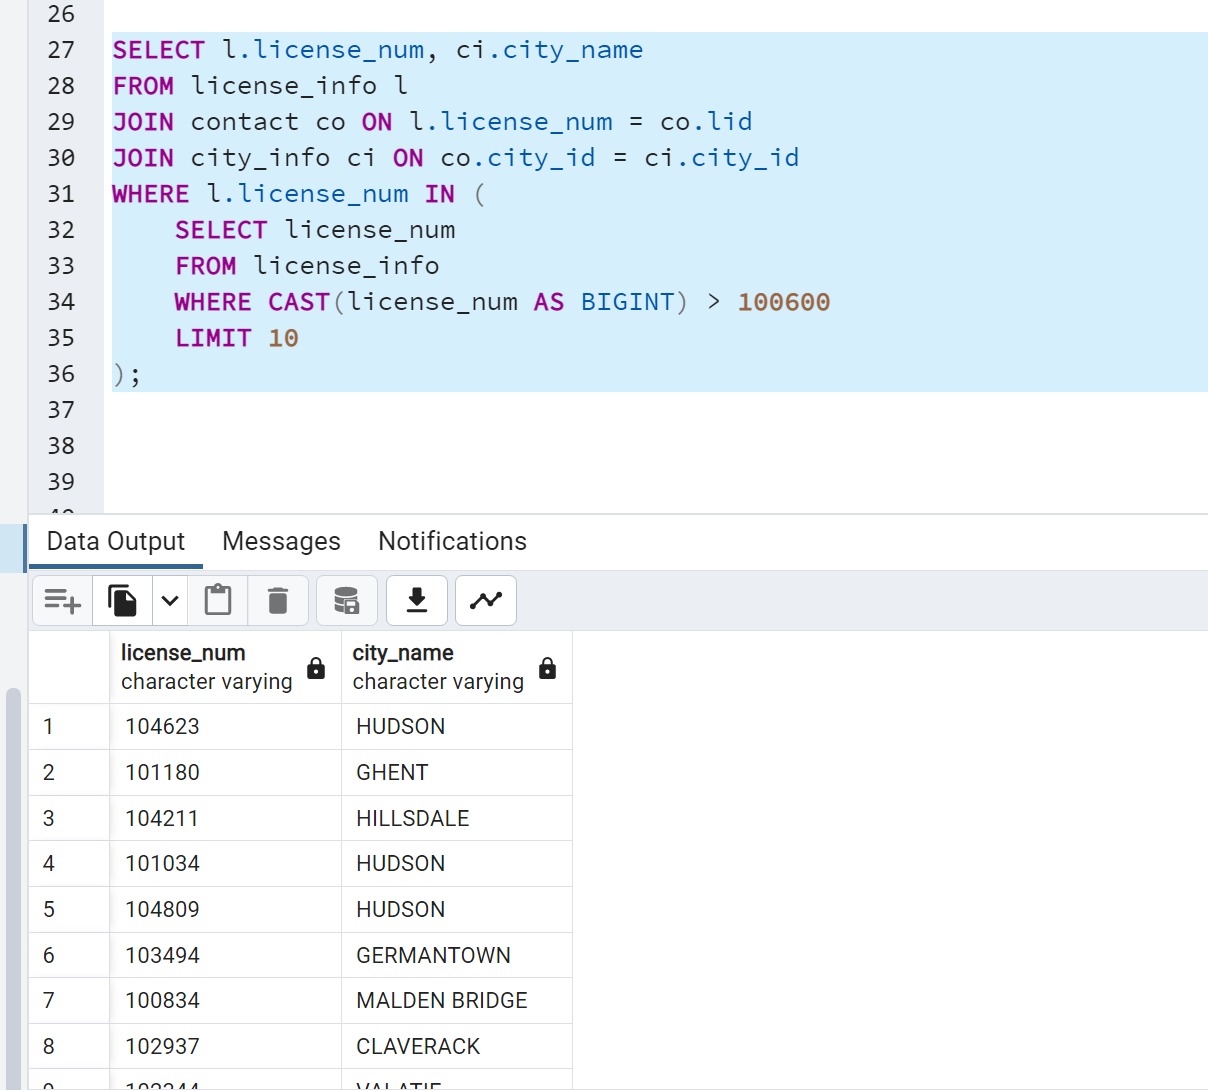 26
27 SELECT l.license_num, ci.city_name
28 FROM license_info l
29 JOIN contact co ON l.license_num = co.lid
30 JOIN city_info ci ON co.city_id = ci.city_id
31 WHERE l.license_num IN (
32 SELECT license_num
33 FROM license_info
34 WHERE CAST(license_num AS BIGINT) > 100600
35 LIMIT 10
36 );
37
38
39
Data Output Messages Notifications
license_num city_name
character varying character varying
1 104623 HUDSON
2 101180 GHENT
3 104211 HILLSDALE
4 101034 HUDSON
5 104809 HUDSON
6 103494 GERMANTOWN
7 100834 MALDEN BRIDGE
8 102937 CLAVERACK